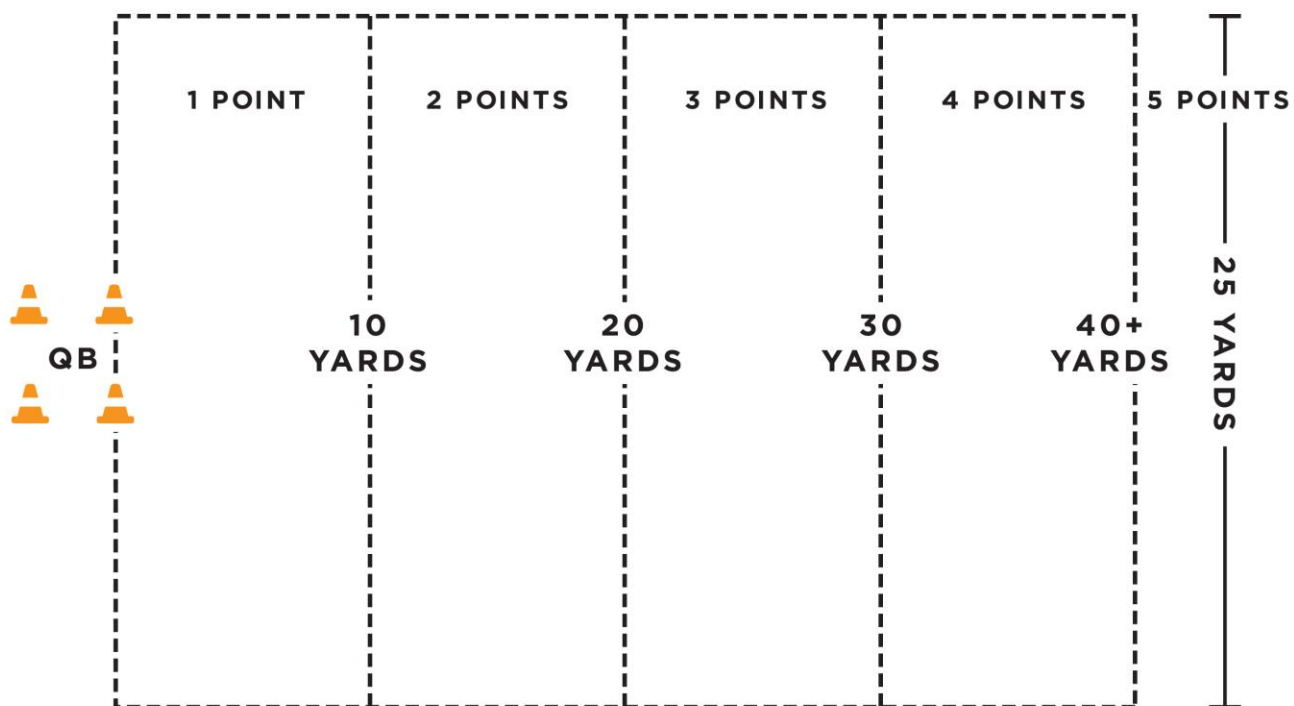 1 POINT
2 POINTS
3 POINTS
4 POINTS
5 POINTS
QB
10
YARDS
20
YARDS
30
YARDS
40+
YARDS
25 YARDS